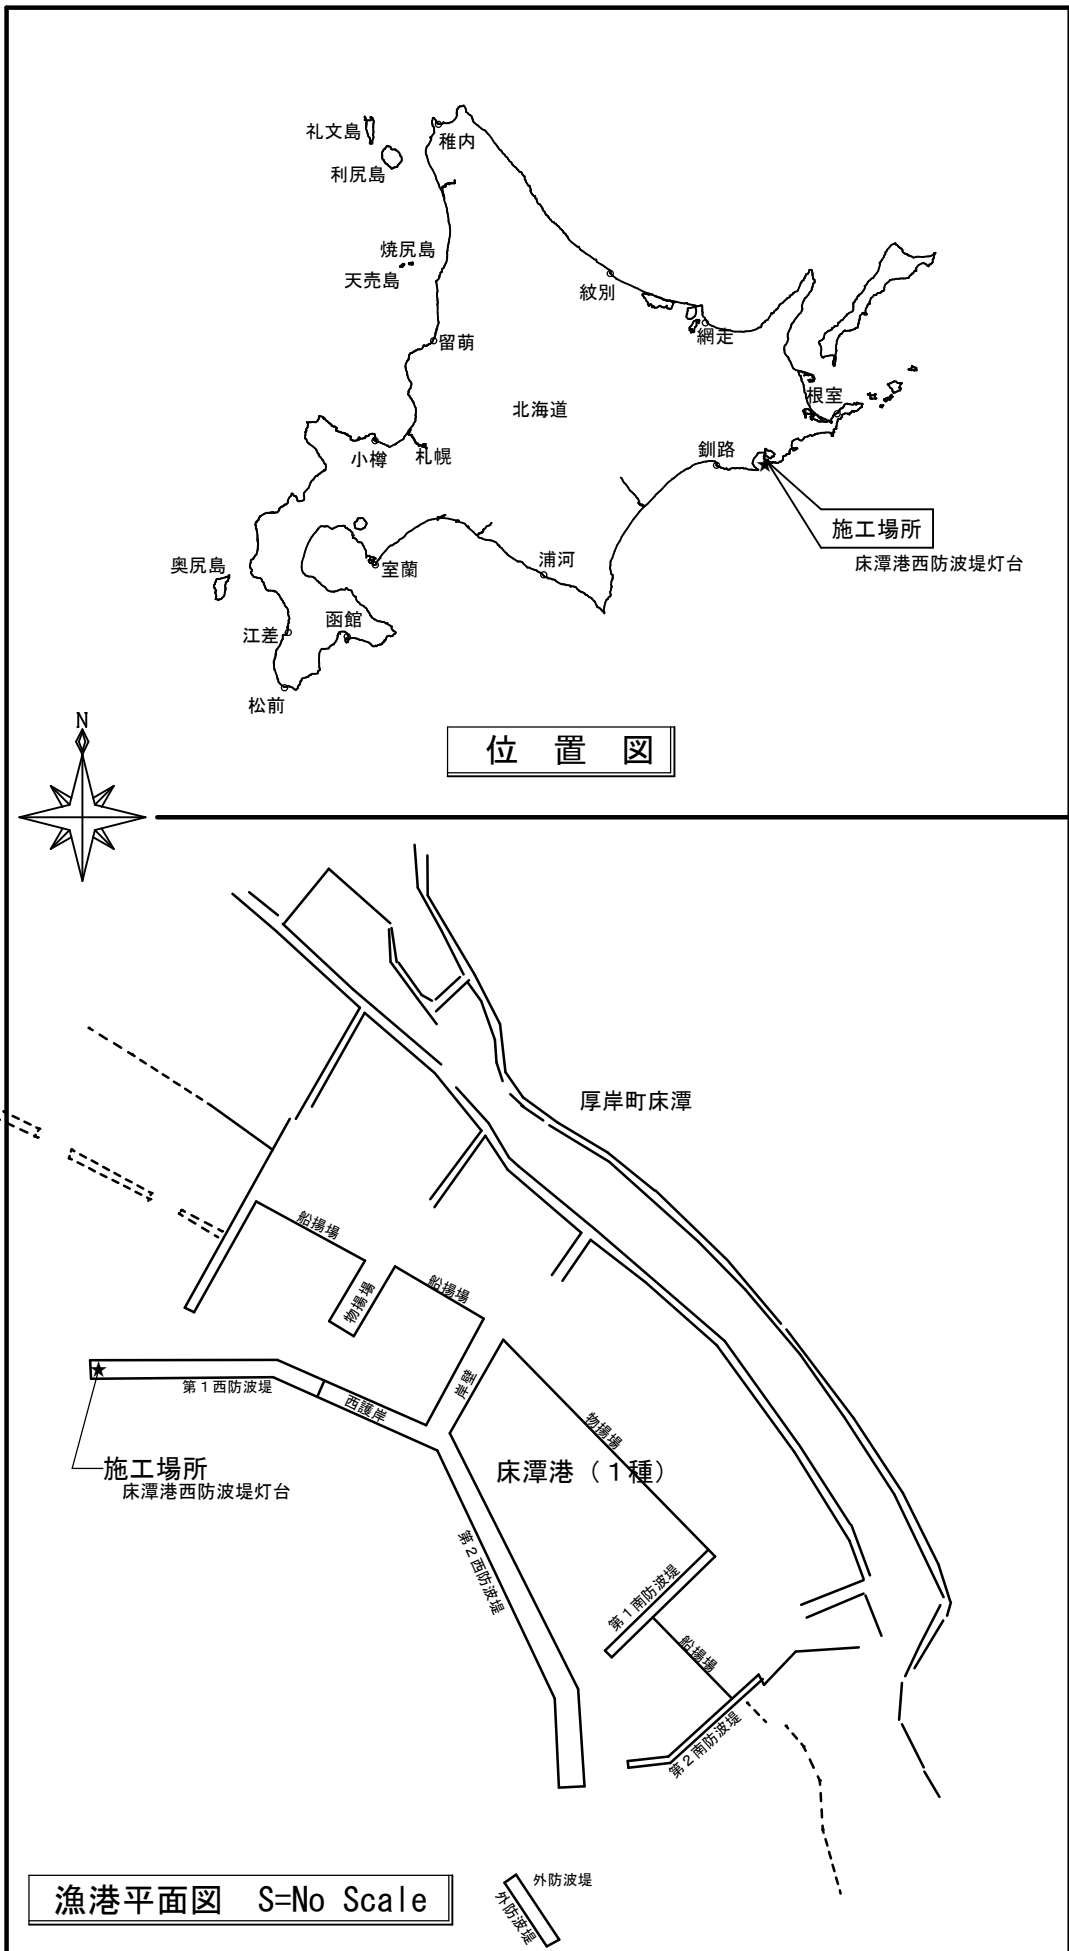 礼文島
稚内
利尻島
焼尻島
天売島
紋別
網走
留萌
根室
北海道
小樽
札幌
釧路
施工場所
床潭港西防波堤灯台
奥尻島
室蘭
浦河
江差
函館
松前
位 置 図
N
厚岸町床潭
船揚場
物揚場
船揚場
岸壁
第1西防波堤
西護岸
物揚場
施工場所
床潭港西防波堤灯台
床潭港(1種)
第2西防波堤
第1南防波堤
船揚場
第2南防波堤
外防波堤
外防波堤
漁港平面図 S=No Scale